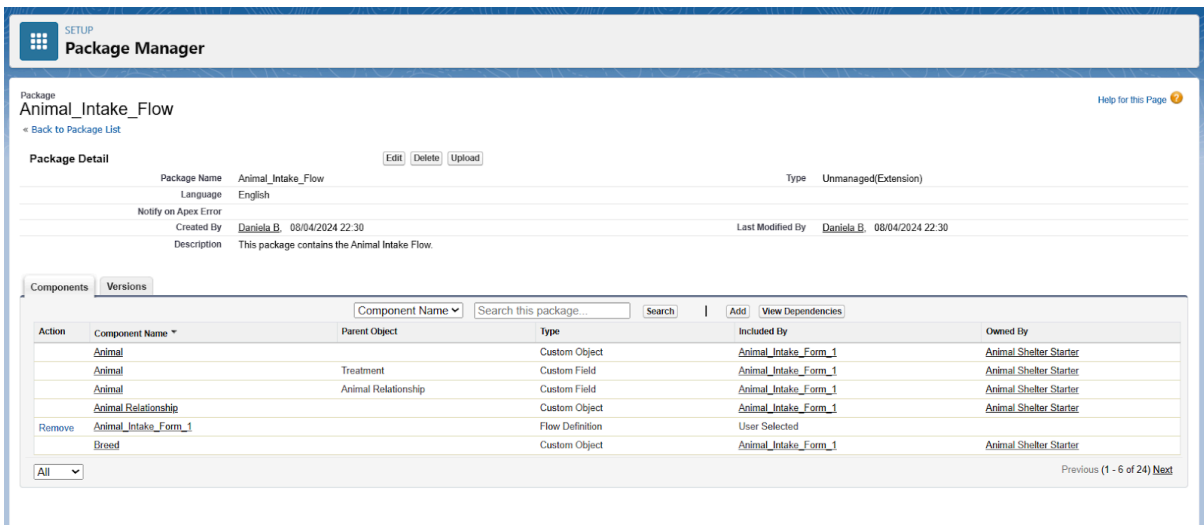 SETUP
Package Manager
Package
Animal_Intake_Flow
Help for this Page ?
« Back to Package List
Package Detail Edit Delete Upload
Package Name Animal_Intake_Flow Type Unmanaged(Extension)
Language English
Notify on Apex Error
Created By Daniela B, 08/04/2024 22:30 Last Modified By Daniela B, 08/04/2024 22:30
Description This package contains the Animal Intake Flow.
Components Versions
Component Name Search this package... Search | Add View Dependencies
Action Component Name Parent Object Type Included By Owned By
Animal Custom Object Animal_Intake_Form_1 Animal Shelter Starter
Animal Treatment Custom Field Animal_Intake_Form_1 Animal Shelter Starter
Animal Animal Relationship Custom Field Animal_Intake_Form_1 Animal Shelter Starter
Animal Relationship Custom Object Animal_Intake_Form_1 Animal Shelter Starter
Remove Animal_Intake_Form_1 Flow Definition User Selected
Breed Custom Object Animal_Intake_Form_1 Animal Shelter Starter
All Previous (1 - 6 of 24) Next